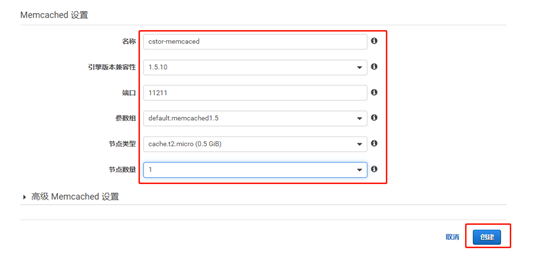 Memcached 设置
名称 cstor-memcaced
引擎版本兼容性 1.5.10
端口 11211
参数组 default.memcached1.5
节点类型 cache.t2.micro (0.5 GiB)
节点数量 1
高级 Memcached 设置
取消 创建